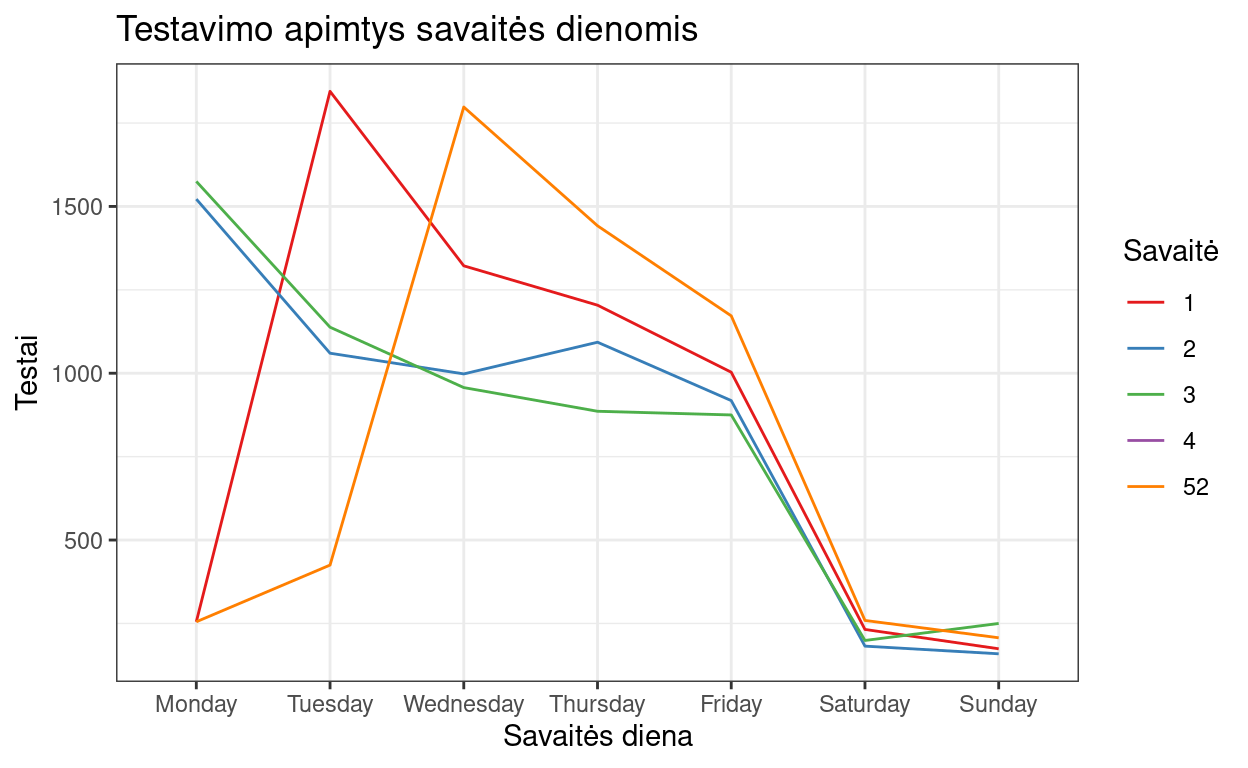 Testavimo apimtys savaitės dienomis
Testai
1500
1000
500
Monday Tuesday Wednesday Thursday Friday Saturday Sunday
Savaitės diena
Savaitė
1
2
3
4
52